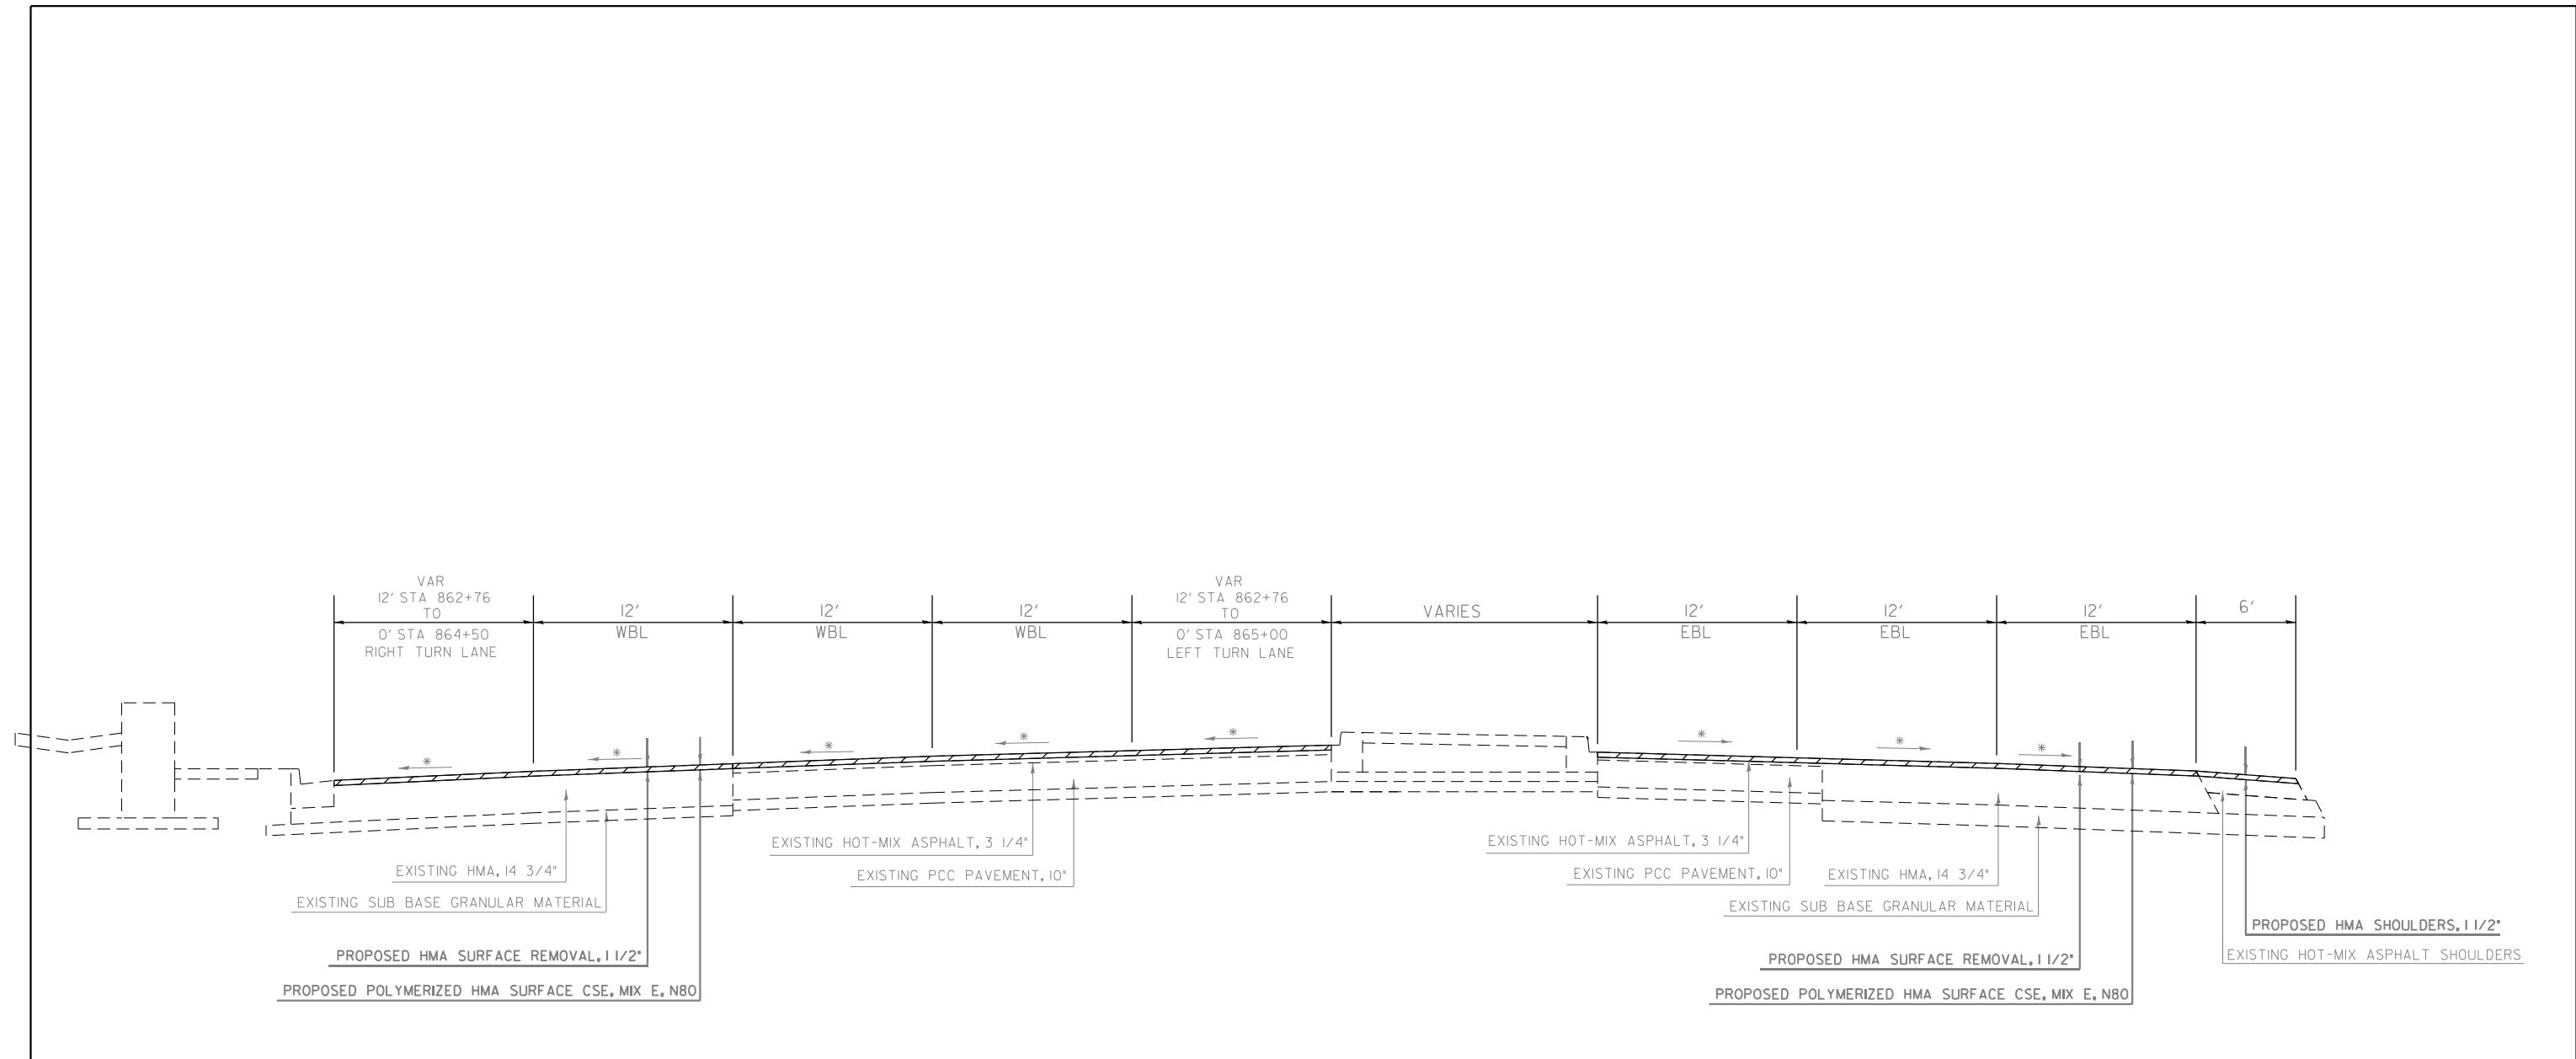 VAR
12' STA 862+76
TO
0' STA 864+50
RIGHT TURN LANE
12'
WBL
12'
WBL
12'
WBL
VAR
12' STA 862+76
TO
0' STA 865+00
LEFT TURN LANE
VARIES
12'
EBL
12'
EBL
12'
EBL
6'
*
*
*
*
*
*
*
*
EXISTING HOT-MIX ASPHALT, 3 1/4"
EXISTING PCC PAVEMENT, 10"
EXISTING HMA, 14 3/4"
EXISTING SUB BASE GRANULAR MATERIAL
PROPOSED HMA SURFACE REMOVAL, 1 1/2"
PROPOSED POLYMERIZED HMA SURFACE CSE, MIX E, N80
EXISTING HOT-MIX ASPHALT, 3 1/4"
EXISTING PCC PAVEMENT, 10"
EXISTING HMA, 14 3/4"
EXISTING SUB BASE GRANULAR MATERIAL
PROPOSED HMA SHOULDERS, 1 1/2"
EXISTING HOT-MIX ASPHALT SHOULDERS
PROPOSED HMA SURFACE REMOVAL, 1 1/2"
PROPOSED POLYMERIZED HMA SURFACE CSE, MIX E, N80